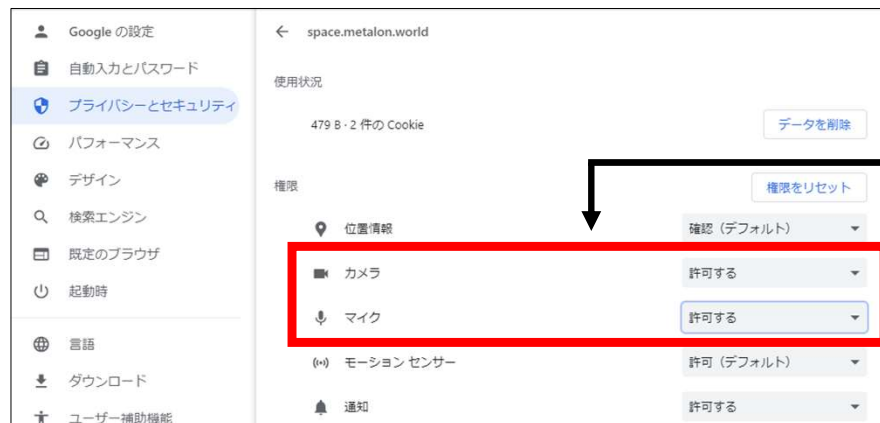 Google の設定
自動入力とパスワード
プライバシーとセキュリティ
パフォーマンス
デザイン
検索エンジン
既定のブラウザ
起動時
言語
ダウンロード
ユーザー補助機能
space.metalon.world
使用状況
479 B · 2 件の Cookie
データを削除
権限
権限をリセット
位置情報
確認（デフォルト）
カメラ
許可する
マイク
許可する
モーション センサー
許可（デフォルト）
通知
許可する